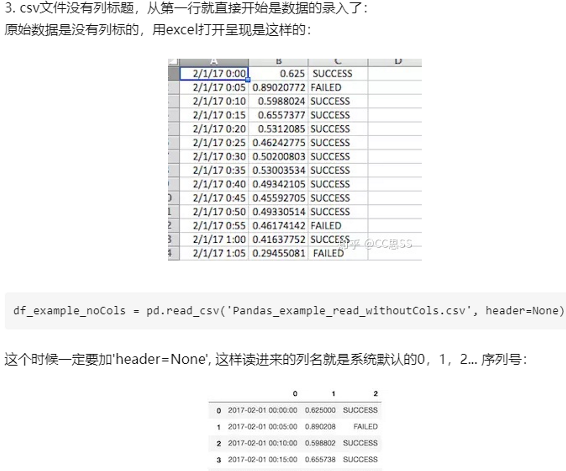 3. csv文件没有列标题，从第一行就直接开始是数据的录入了：
原始数据是没有列标的，用excel打开呈现是这样的：
A B C D
2/1/17 0:00 0.625 SUCCESS
2/1/17 0:05 0.89020772 FAILED
2/1/17 0:10 0.5988024 SUCCESS
2/1/17 0:15 0.6557377 SUCCESS
2/1/17 0:20 0.5312085 SUCCESS
2/1/17 0:25 0.46242775 SUCCESS
2/1/17 0:30 0.50200803 SUCCESS
2/1/17 0:35 0.53003534 SUCCESS
2/1/17 0:40 0.49342105 SUCCESS
2/1/17 0:45 0.45592705 SUCCESS
2/1/17 0:50 0.49330514 SUCCESS
2/1/17 0:55 0.46174142 FAILED
2/1/17 1:00 0.41637752 SUCCESS
知乎 @CC思SS
2/1/17 1:05 0.29455081 FAILED
df_example_noCols = pd.read_csv('Pandas_example_read_withoutCols.csv', header=None)
这个时候一定要加'header=None', 这样读进来的列名就是系统默认的0，1，2... 序列号：
0 1 2
0 2017-02-01 00:00:00 0.625000 SUCCESS
1 2017-02-01 00:05:00 0.890208 FAILED
2 2017-02-01 00:10:00 0.598802 SUCCESS
3 2017-02-01 00:15:00 0.655738 SUCCESS